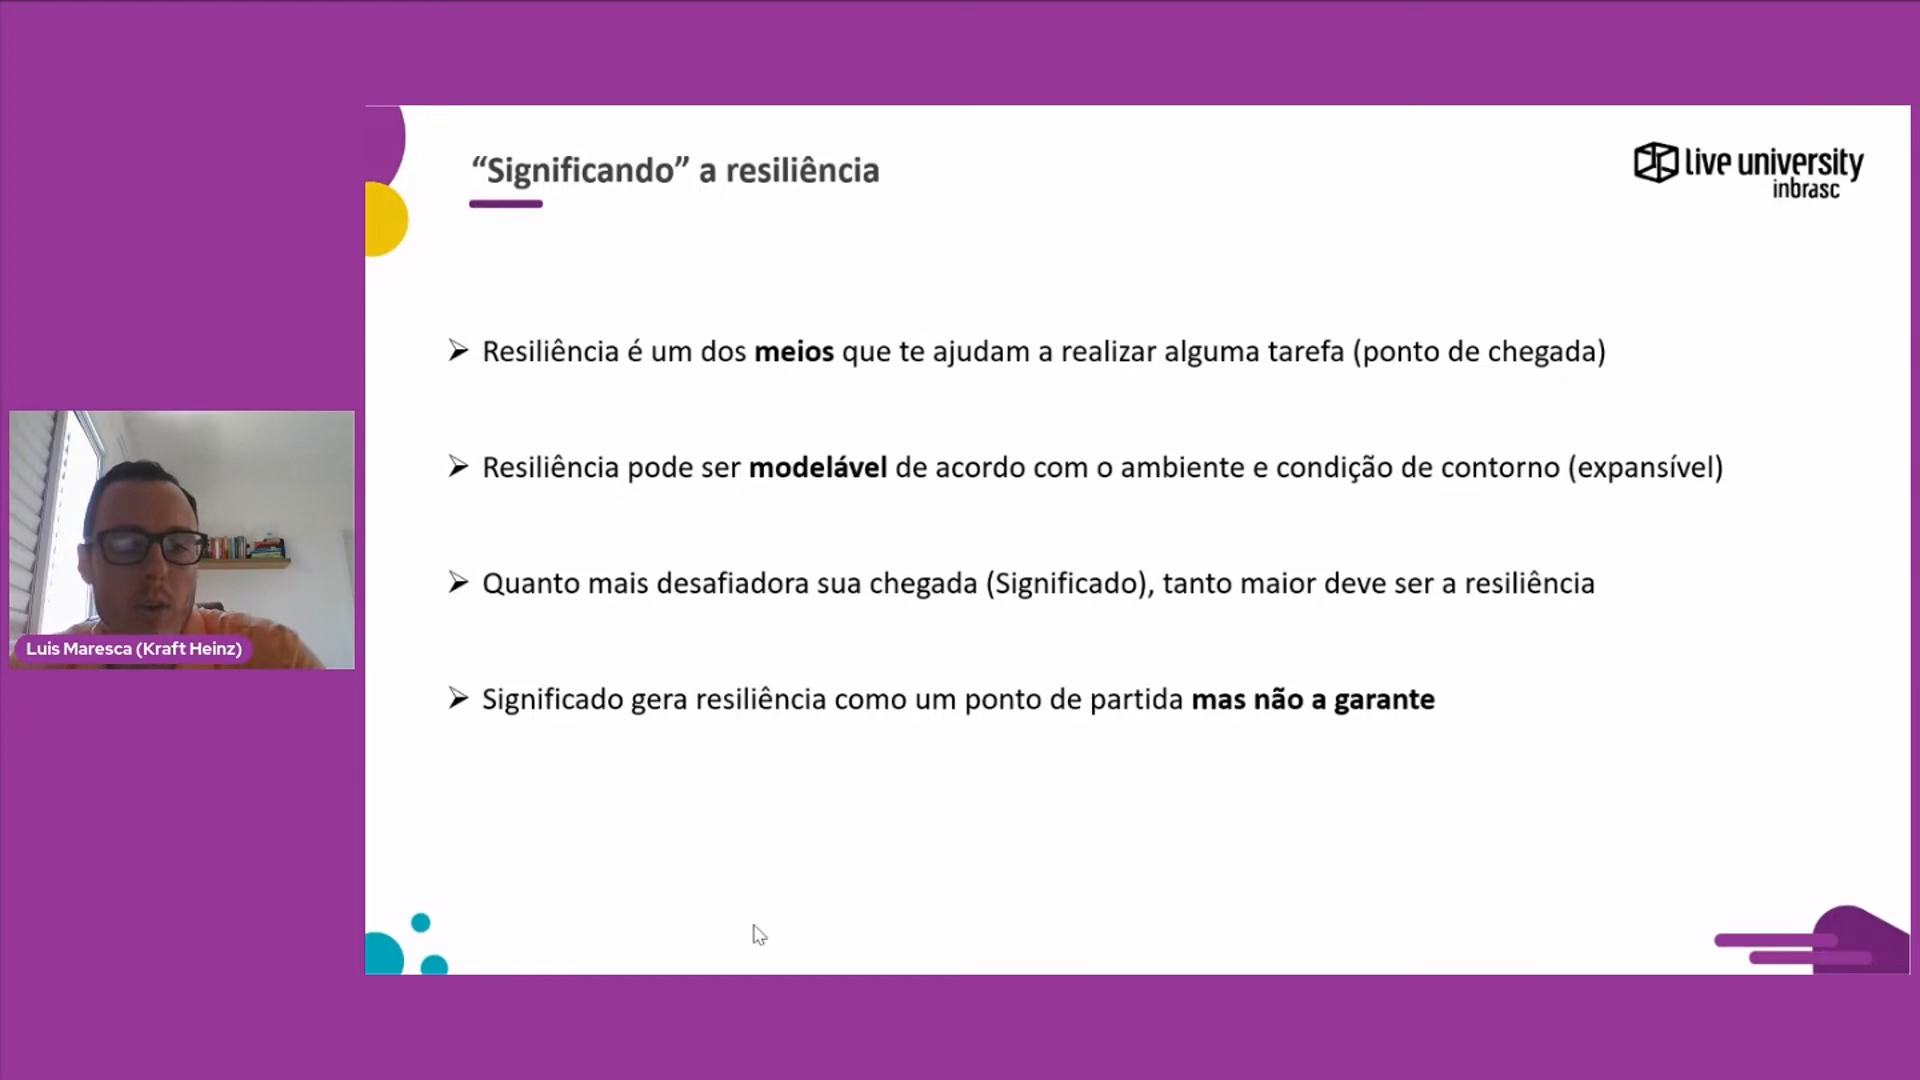 “Significando” a resiliência
live university
inbrasc
➢ Resiliência é um dos meios que te ajudam a realizar alguma tarefa (ponto de chegada)
➢ Resiliência pode ser modelável de acordo com o ambiente e condição de contorno (expansível)
➢ Quanto mais desafiadora sua chegada (Significado), tanto maior deve ser a resiliência
➢ Significado gera resiliência como um ponto de partida mas não a garante
Luis Maresca (Kraft Heinz)